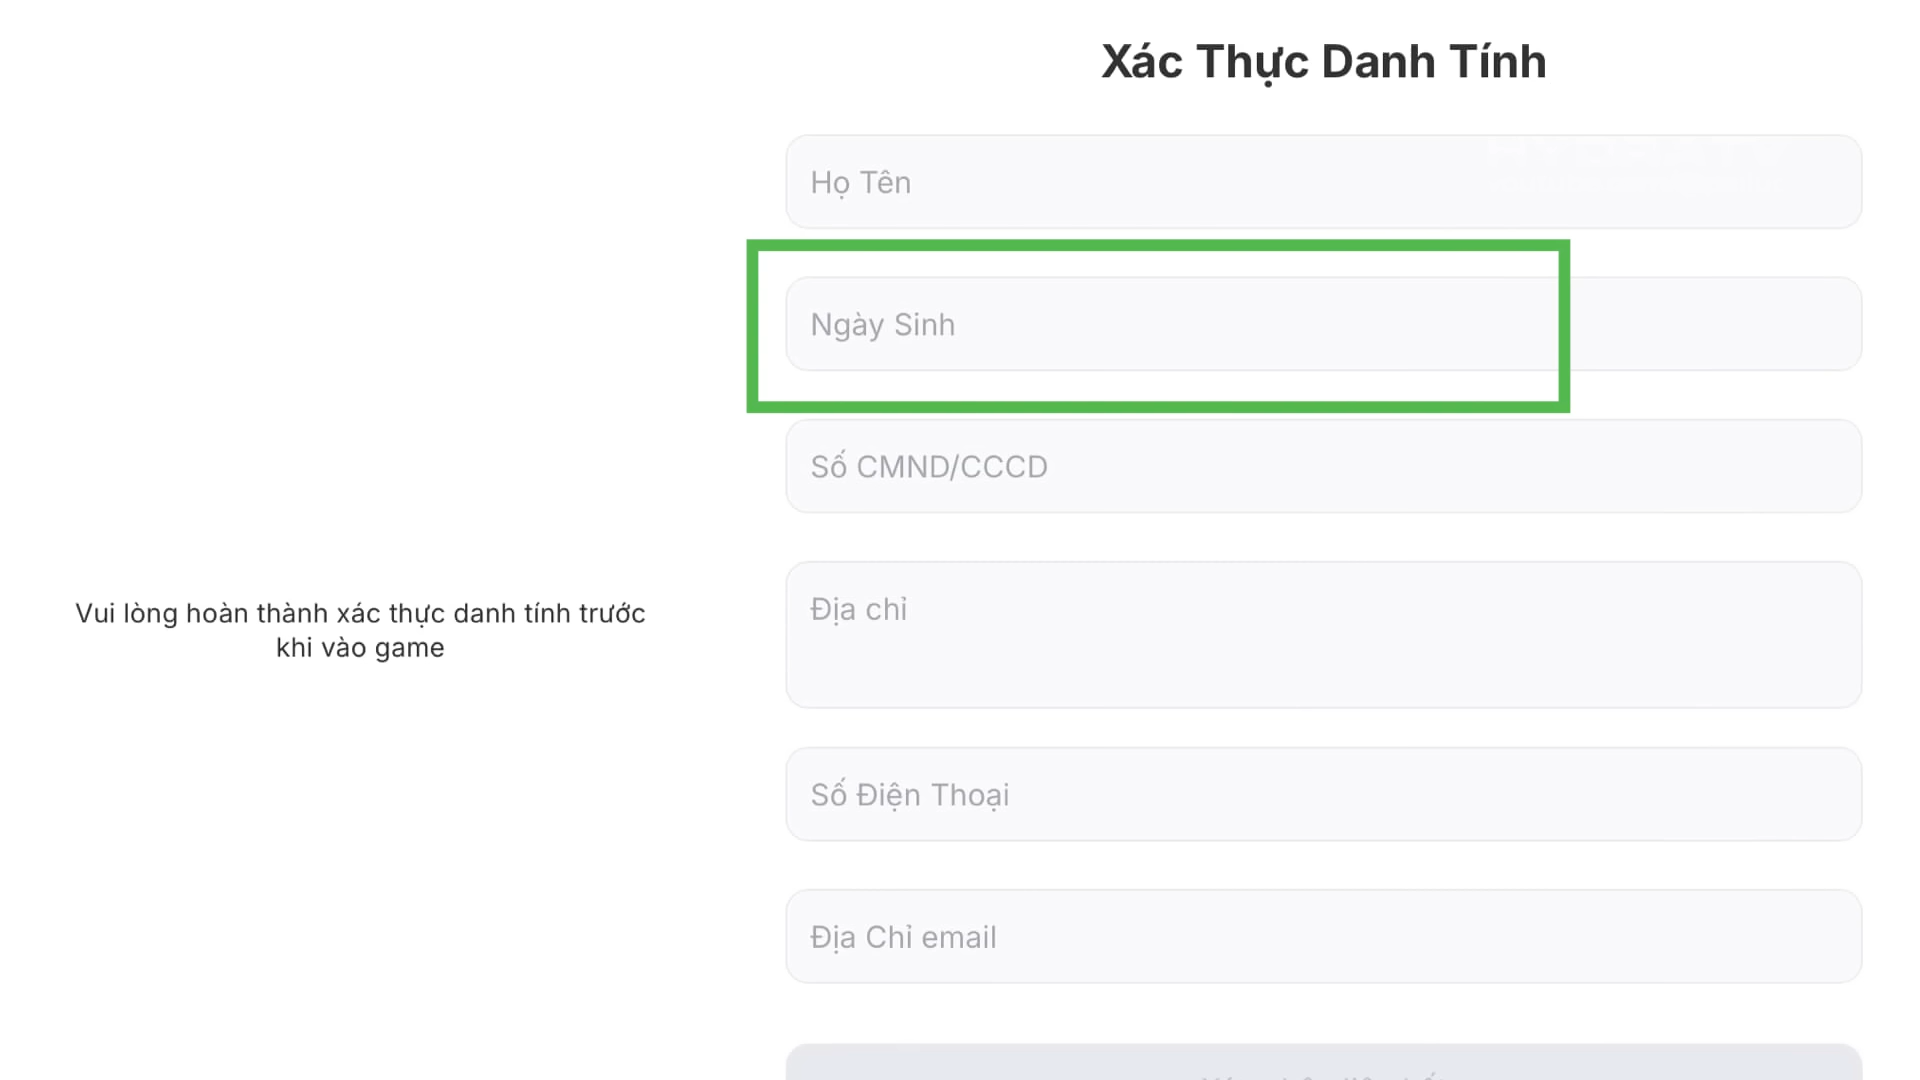 Xác Thực Danh Tính
Họ Tên
Ngày Sinh
Số CMND/CCCD
Địa chỉ
Vui lòng hoàn thành xác thực danh tính trước
khi vào game
Số Điện Thoại
Địa Chỉ email